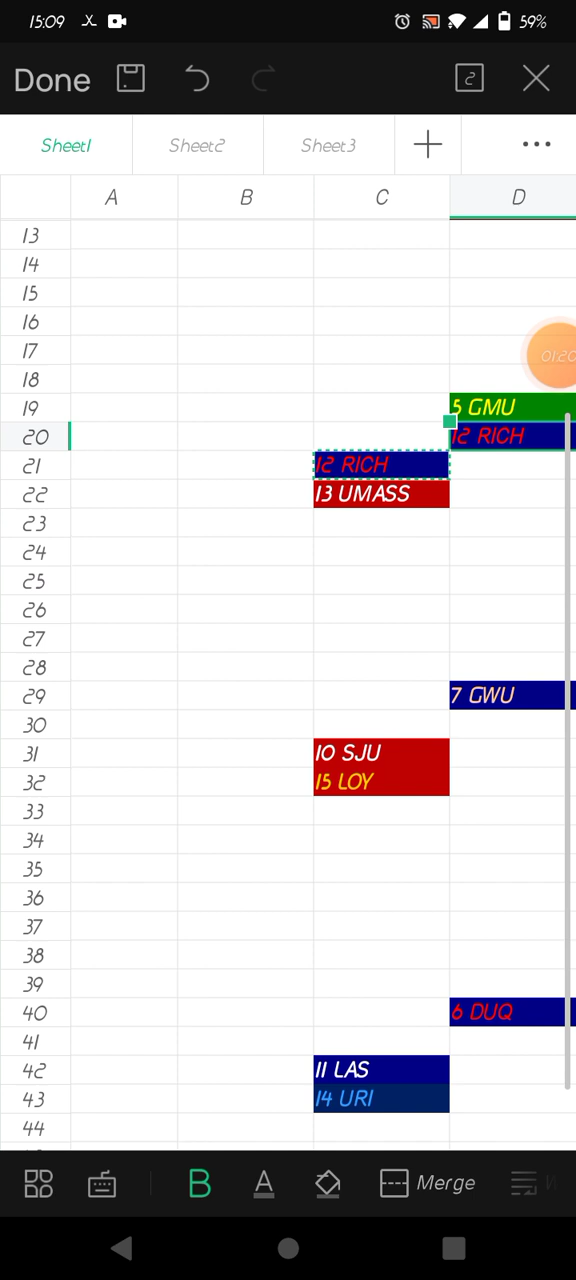 15:09 59%
Done 2
Sheet1 Sheet2 Sheet3
A B C D
13
14
15
16
17 01:20
18
19 5 GMU
20 12 RICH
21 12 RICH
22 13 UMASS
23
24
25
26
27
28
29 7 GWU
30
31 10 SJU
32 15 LOY
33
34
35
36
37
38
39
40 6 DUQ
41
42 11 LAS
43 14 URI
44
B A Merge